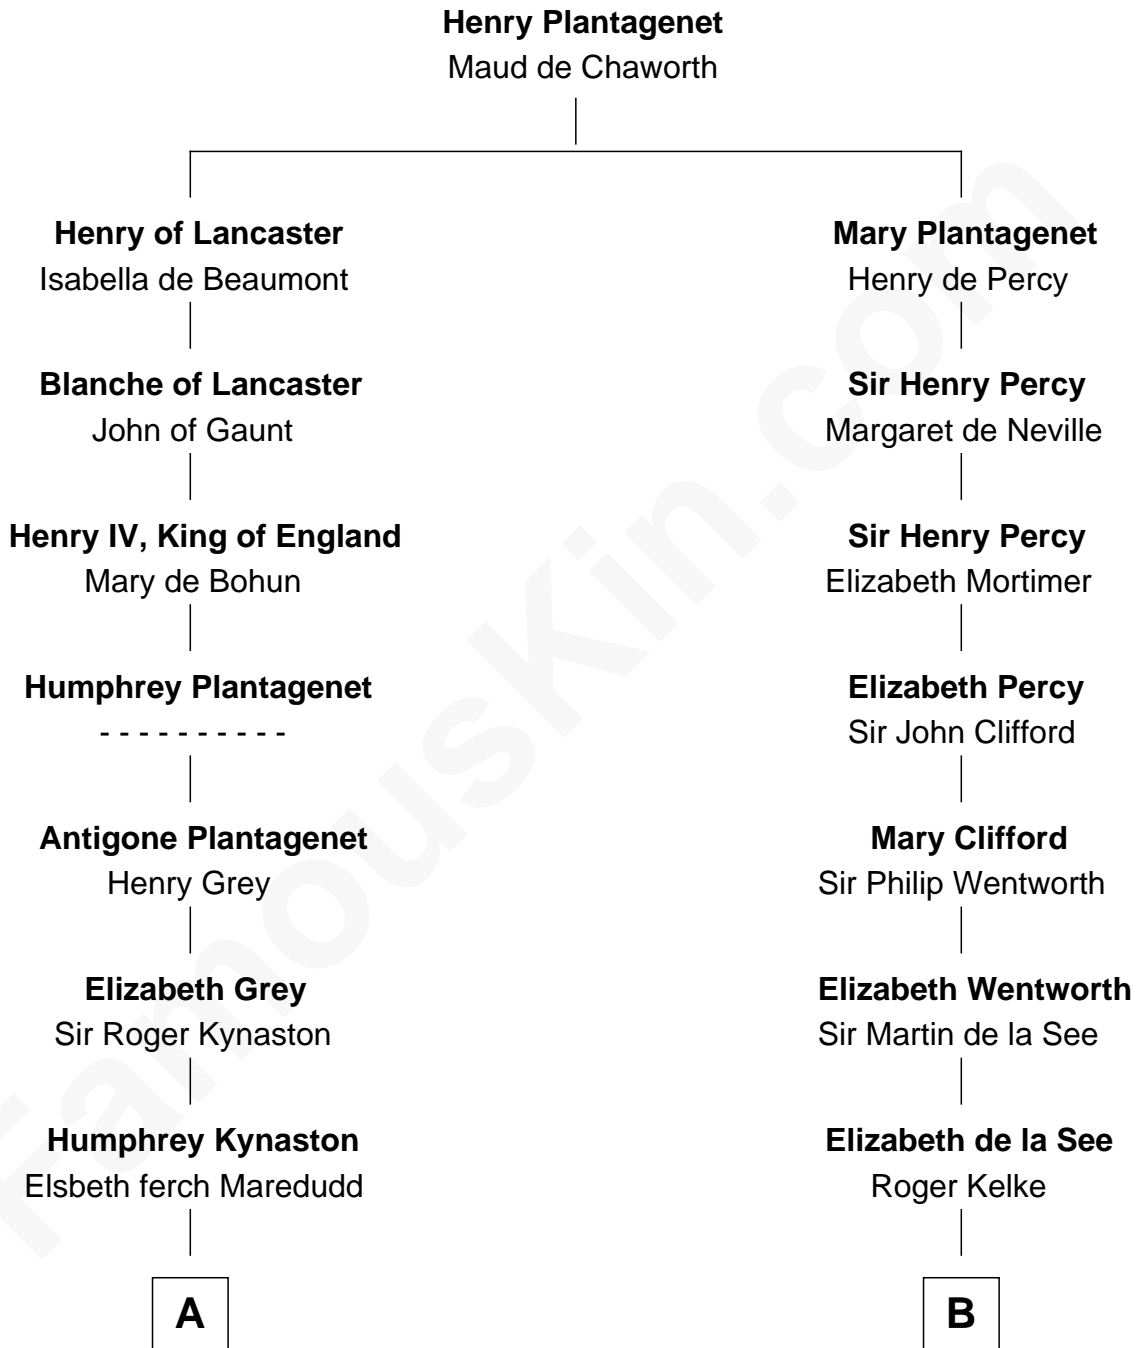 Henry Plantagenet
Maud de Chaworth
Henry of Lancaster
Isabella de Beaumont
Mary Plantagenet
Henry de Percy
Blanche of Lancaster
John of Gaunt
Sir Henry Percy
Margaret de Neville
Henry IV, King of England
Mary de Bohun
Sir Henry Percy
Elizabeth Mortimer
Humphrey Plantagenet
- - - - - - - - - -
Elizabeth Percy
Sir John Clifford
Antigone Plantagenet
Henry Grey
Mary Clifford
Sir Philip Wentworth
Elizabeth Grey
Sir Roger Kynaston
Elizabeth Wentworth
Sir Martin de la See
Humphrey Kynaston
Elsbeth ferch Maredudd
Elizabeth de la See
Roger Kelke
A
B
FamousKin.com